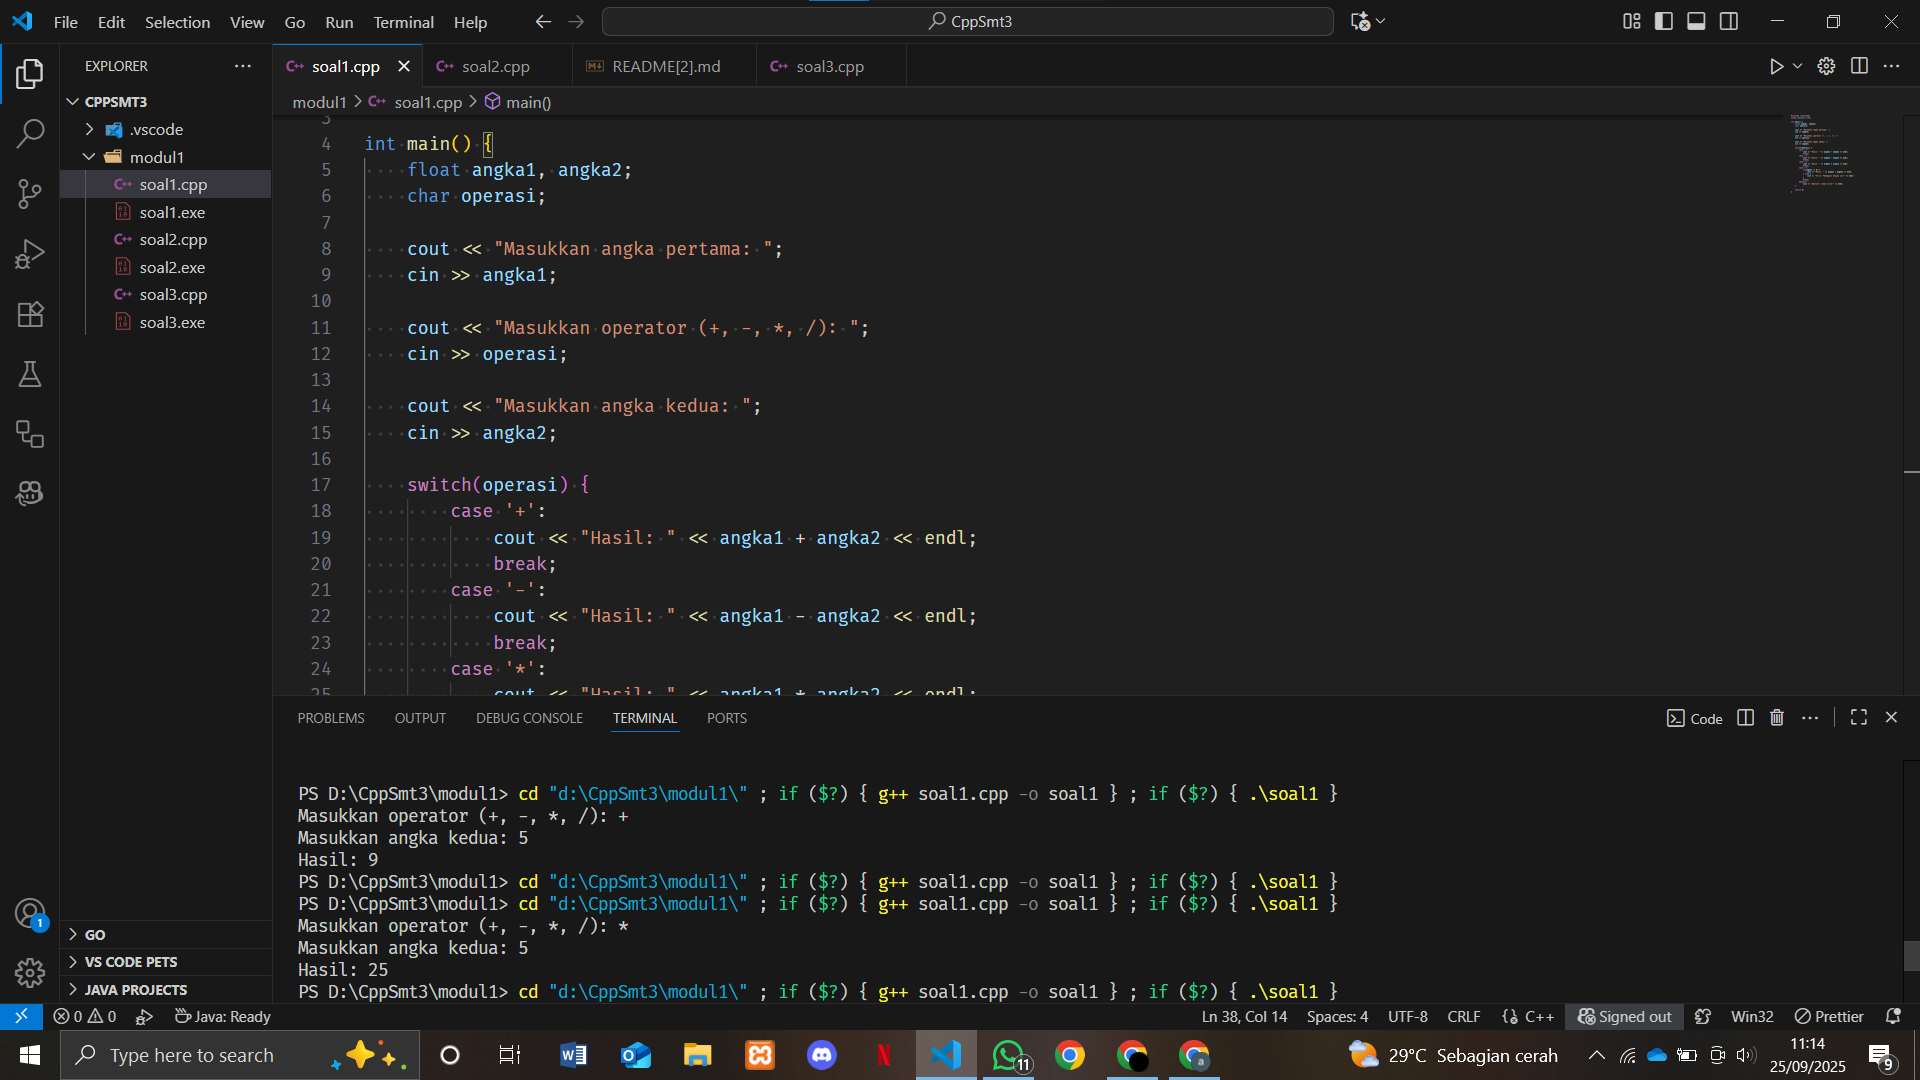 File Edit Selection View Go Run Terminal Help
CppSmt3
EXPLORER
CPPSMT3
.vscode
modul1
soal1.cpp
soal1.exe
soal2.cpp
soal2.exe
soal3.cpp
soal3.exe
GO
VS CODE PETS
JAVA PROJECTS
soal1.cpp soal2.cpp README[2].md soal3.cpp
modul1 > soal1.cpp > main()
3
4 int main() {
5 float angka1, angka2;
6 char operasi;
7
8 cout << "Masukkan angka pertama: ";
9 cin >> angka1;
10
11 cout << "Masukkan operator (+, -, *, /): ";
12 cin >> operasi;
13
14 cout << "Masukkan angka kedua: ";
15 cin >> angka2;
16
17 switch(operasi) {
18 case '+':
19 cout << "Hasil: " << angka1 + angka2 << endl;
20 break;
21 case '-':
22 cout << "Hasil: " << angka1 - angka2 << endl;
23 break;
24 case '*':
25 cout << "Hasil: " << angka1 * angka2 << endl;
PROBLEMS OUTPUT DEBUG CONSOLE TERMINAL PORTS
Code
PS D:\CppSmt3\modul1> cd "d:\CppSmt3\modul1\" ; if ($?) { g++ soal1.cpp -o soal1 } ; if ($?) { .\soal1 }
Masukkan operator (+, -, *, /): +
Masukkan angka kedua: 5
Hasil: 9
PS D:\CppSmt3\modul1> cd "d:\CppSmt3\modul1\" ; if ($?) { g++ soal1.cpp -o soal1 } ; if ($?) { .\soal1 }
PS D:\CppSmt3\modul1> cd "d:\CppSmt3\modul1\" ; if ($?) { g++ soal1.cpp -o soal1 } ; if ($?) { .\soal1 }
Masukkan operator (+, -, *, /): *
Masukkan angka kedua: 5
Hasil: 25
PS D:\CppSmt3\modul1> cd "d:\CppSmt3\modul1\" ; if ($?) { g++ soal1.cpp -o soal1 } ; if ($?) { .\soal1 }
0 0 Java: Ready Ln 38, Col 14 Spaces: 4 UTF-8 CRLF C++ Signed out Win32 Prettier
Type here to search
11
29°C Sebagian cerah
11:14
25/09/2025
9
1